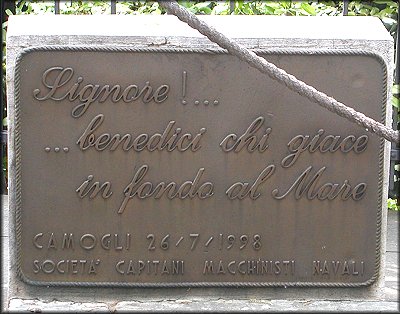 Signore !...
... benedici chi giace
in fondo al Mare
CAMOGLI 26/7/1998
SOCIETA' CAPITANI MACCHINISTI NAVALI